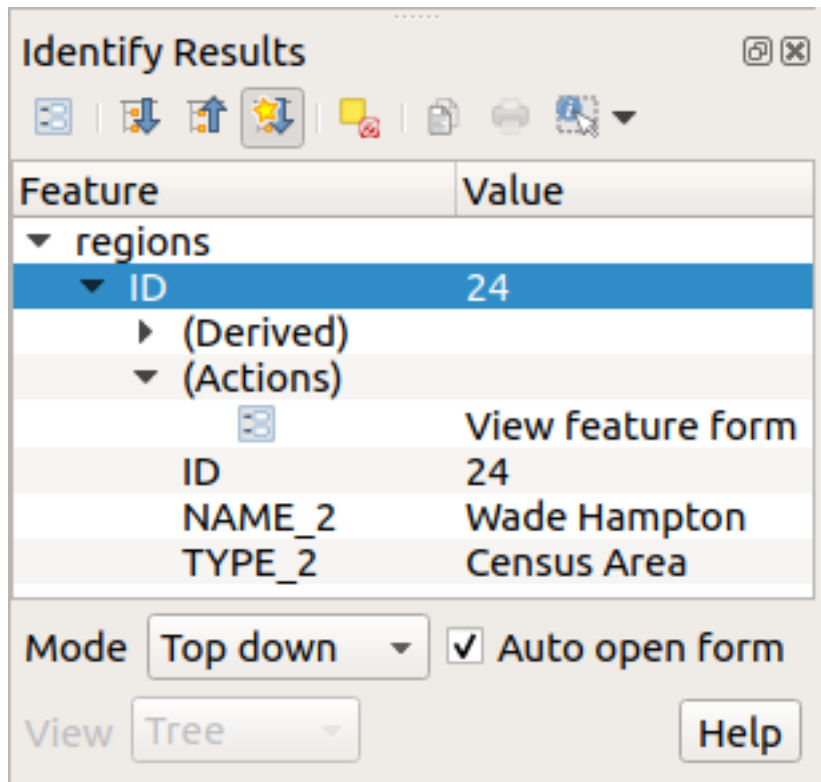 Identify Results
Feature Value
regions
ID 24
(Derived)
(Actions)
View feature form
ID 24
NAME_2 Wade Hampton
TYPE_2 Census Area
Mode Top down Auto open form
View Tree Help